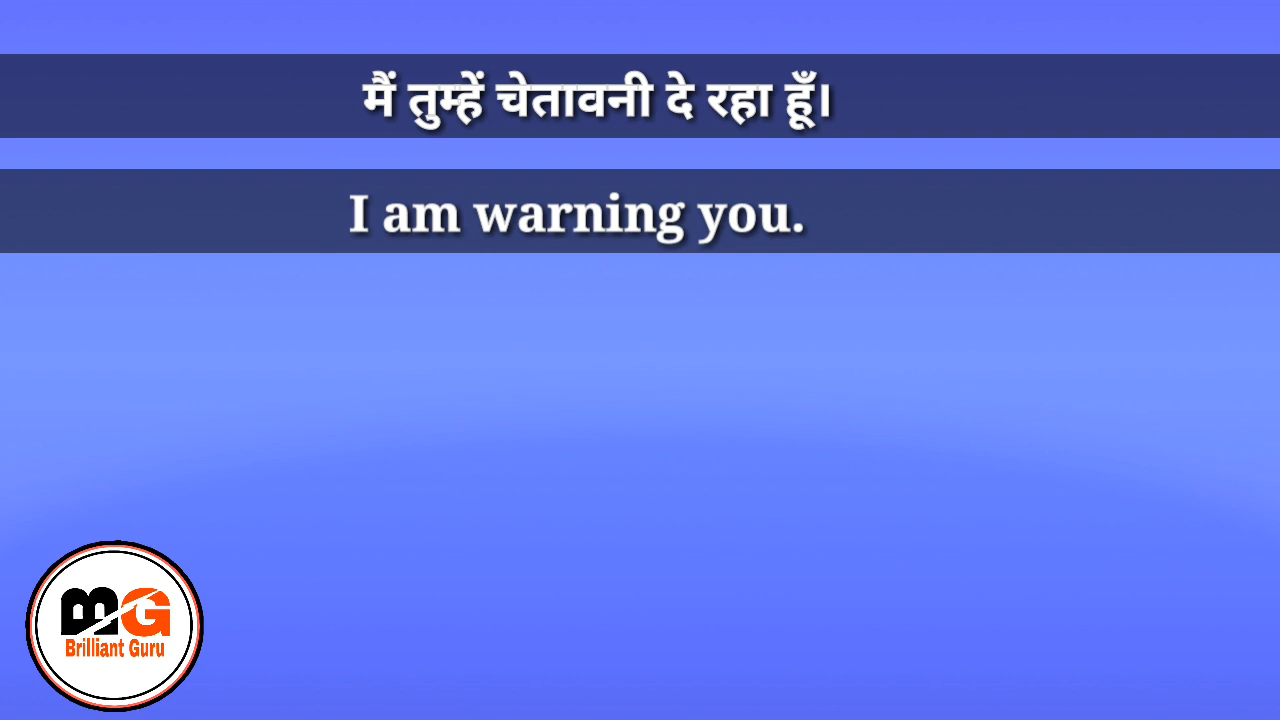 मैं तुम्हें चेतावनी दे रहा हूँ।
I am warning you.
BG
Brilliant Guru